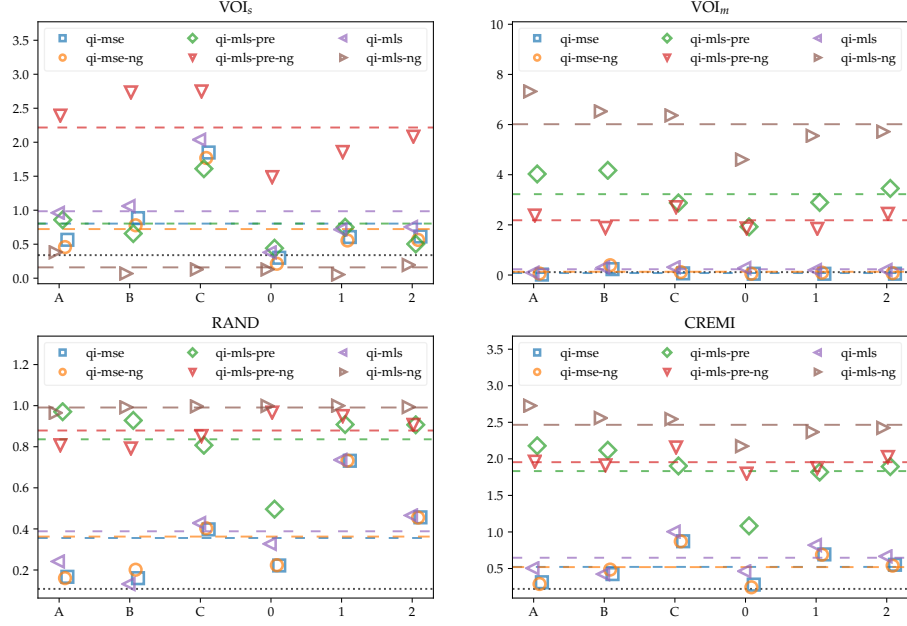 VOIs
qi-mse qi-mls-pre qi-mls
qi-mse-ng qi-mls-pre-ng qi-mls-ng
3.5
3.0
2.5
2.0
1.5
1.0
0.5
0.0
A B C 0 1 2
VOIm
qi-mse qi-mls-pre qi-mls
qi-mse-ng qi-mls-pre-ng qi-mls-ng
10
8
6
4
2
0
A B C 0 1 2
RAND
qi-mse qi-mls-pre qi-mls
qi-mse-ng qi-mls-pre-ng qi-mls-ng
1.2
1.0
0.8
0.6
0.4
0.2
A B C 0 1 2
CREMI
qi-mse qi-mls-pre qi-mls
qi-mse-ng qi-mls-pre-ng qi-mls-ng
3.5
3.0
2.5
2.0
1.5
1.0
0.5
A B C 0 1 2